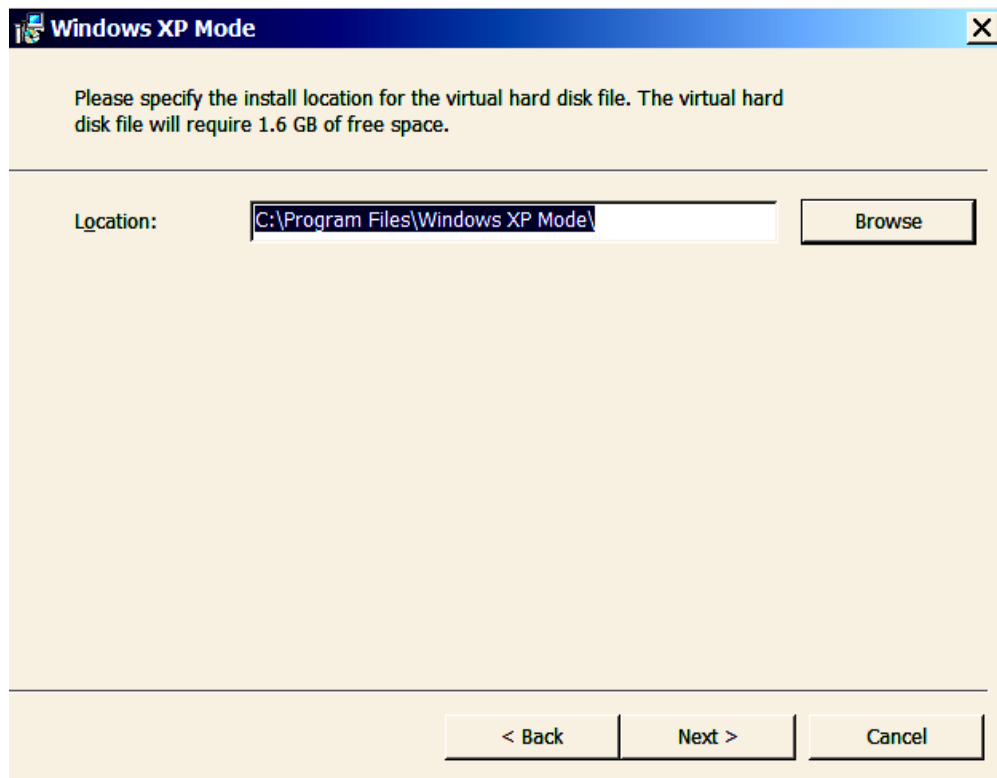 Windows XP Mode
Please specify the install location for the virtual hard disk file. The virtual hard
disk file will require 1.6 GB of free space.
Location: C:\Program Files\Windows XP Mode\ Browse
< Back Next > Cancel